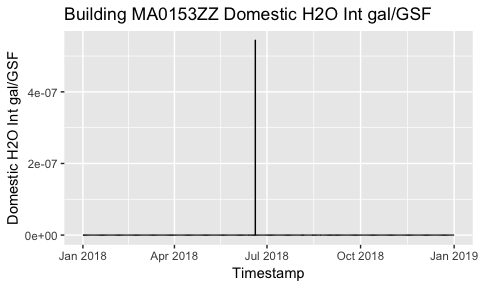 Building MA0153ZZ Domestic H2O Int gal/GSF
Domestic H2O Int gal/GSF
4e-07
2e-07
0e+00
Jan 2018 Apr 2018 Jul 2018 Oct 2018 Jan 2019
Timestamp